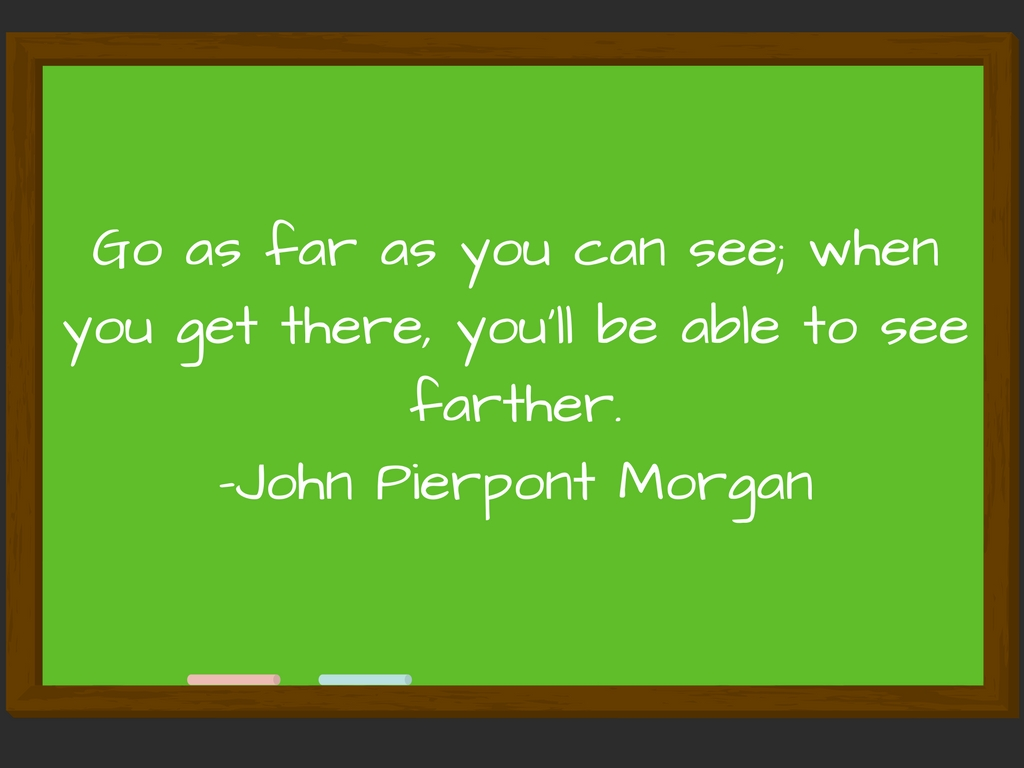 Go as far as you can see; when
you get there, you'll be able to see
farther.
-John Pierpont Morgan